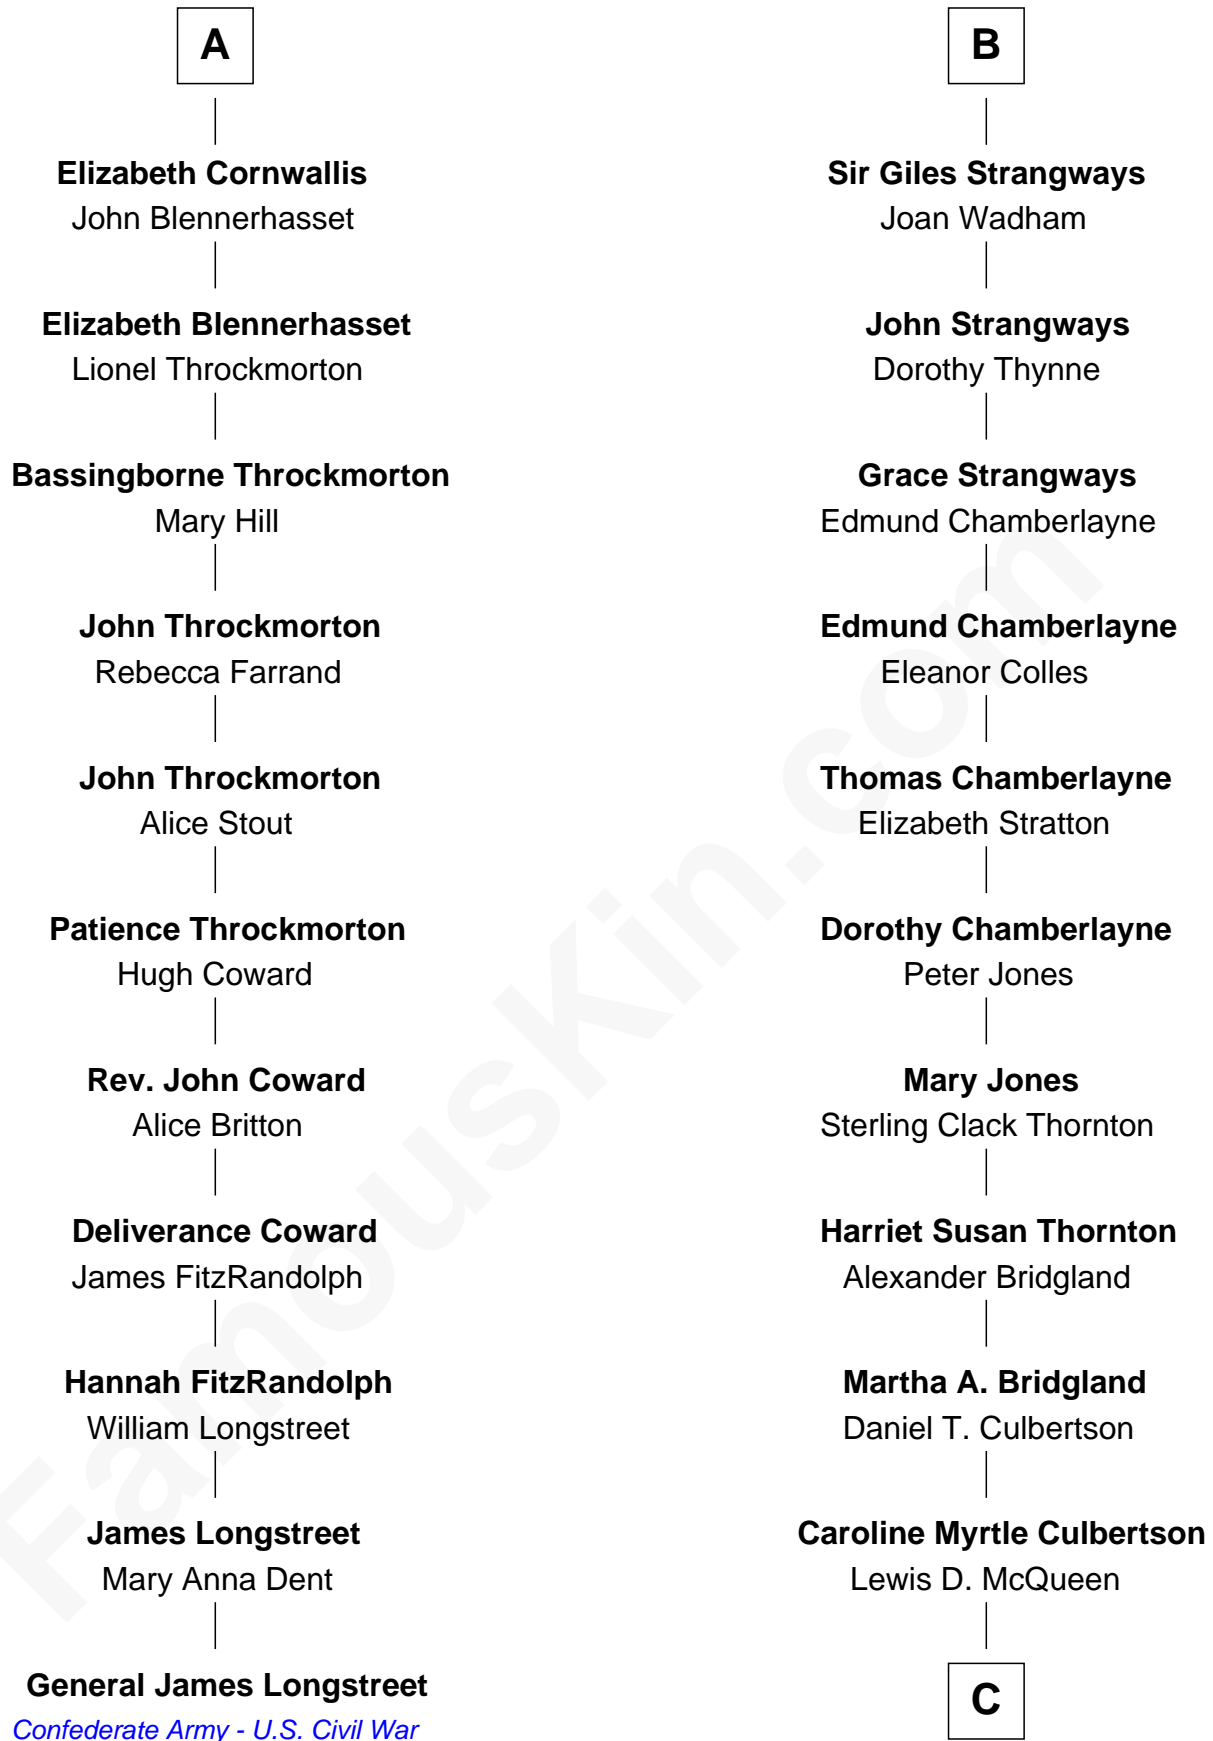 A
Elizabeth Cornwallis
John Blennerhasset
Elizabeth Blennerhasset
Lionel Throckmorton
Bassingborne Throckmorton
Mary Hill
John Throckmorton
Rebecca Farrand
John Throckmorton
Alice Stout
Patience Throckmorton
Hugh Coward
Rev. John Coward
Alice Britton
Deliverance Coward
James FitzRandolph
Hannah FitzRandolph
William Longstreet
James Longstreet
Mary Anna Dent
General James Longstreet
Confederate Army - U.S. Civil War
B
Sir Giles Strangways
Joan Wadham
John Strangways
Dorothy Thynne
Grace Strangways
Edmund Chamberlayne
Edmund Chamberlayne
Eleanor Colles
Thomas Chamberlayne
Elizabeth Stratton
Dorothy Chamberlayne
Peter Jones
Mary Jones
Sterling Clack Thornton
Harriet Susan Thornton
Alexander Bridgland
Martha A. Bridgland
Daniel T. Culbertson
Caroline Myrtle Culbertson
Lewis D. McQueen
C
FamousKin.com